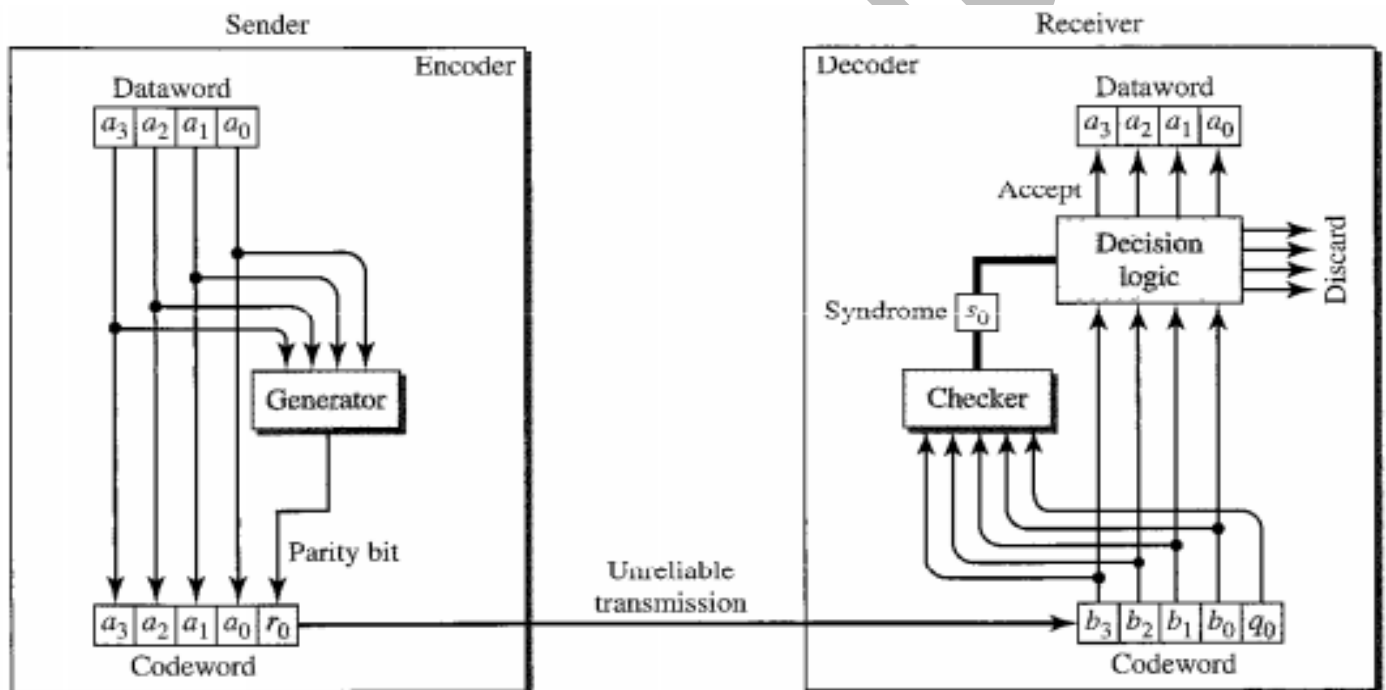 Sender
Encoder
Dataword
a3 a2 a1 a0
Generator
Parity bit
a3 a2 a1 a0 r0
Codeword
Unreliable
transmission
Receiver
Decoder
Dataword
a3 a2 a1 a0
Accept
Decision
logic
Discard
Syndrome s0
Checker
b3 b2 b1 b0 q0
Codeword